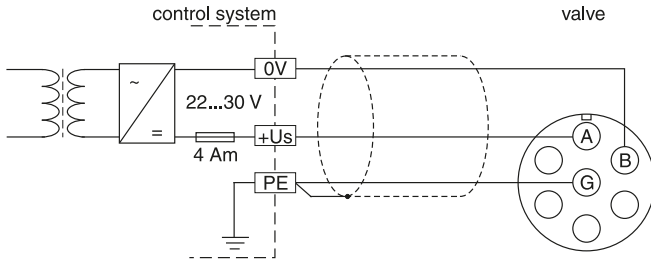 control system
valve
0V
~
22...30 V
=
+Us
4 Am
A
B
PE
G